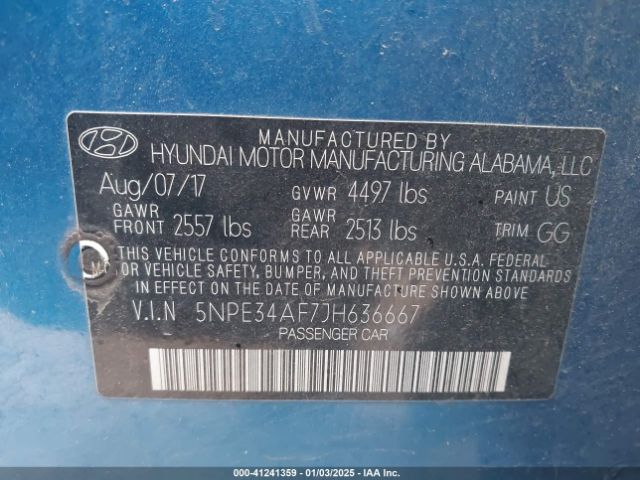 MANUFACTURED BY
HYUNDAI MOTOR MANUFACTURING ALABAMA, LLC
Aug/07/17 GVWR 4497 lbs PAINT US
GAWR FRONT 2557 lbs GAWR REAR 2513 lbs TRIM GG
THIS VEHICLE CONFORMS TO ALL APPLICABLE U.S.A. FEDERAL
MOTOR VEHICLE SAFETY, BUMPER, AND THEFT PREVENTION STANDARDS
IN EFFECT ON THE DATE OF MANUFACTURE SHOWN ABOVE.
V.I.N 5NPE34AF7JH636667
PASSENGER CAR
000-41241359 - 01/03/2025 - IAA Inc.